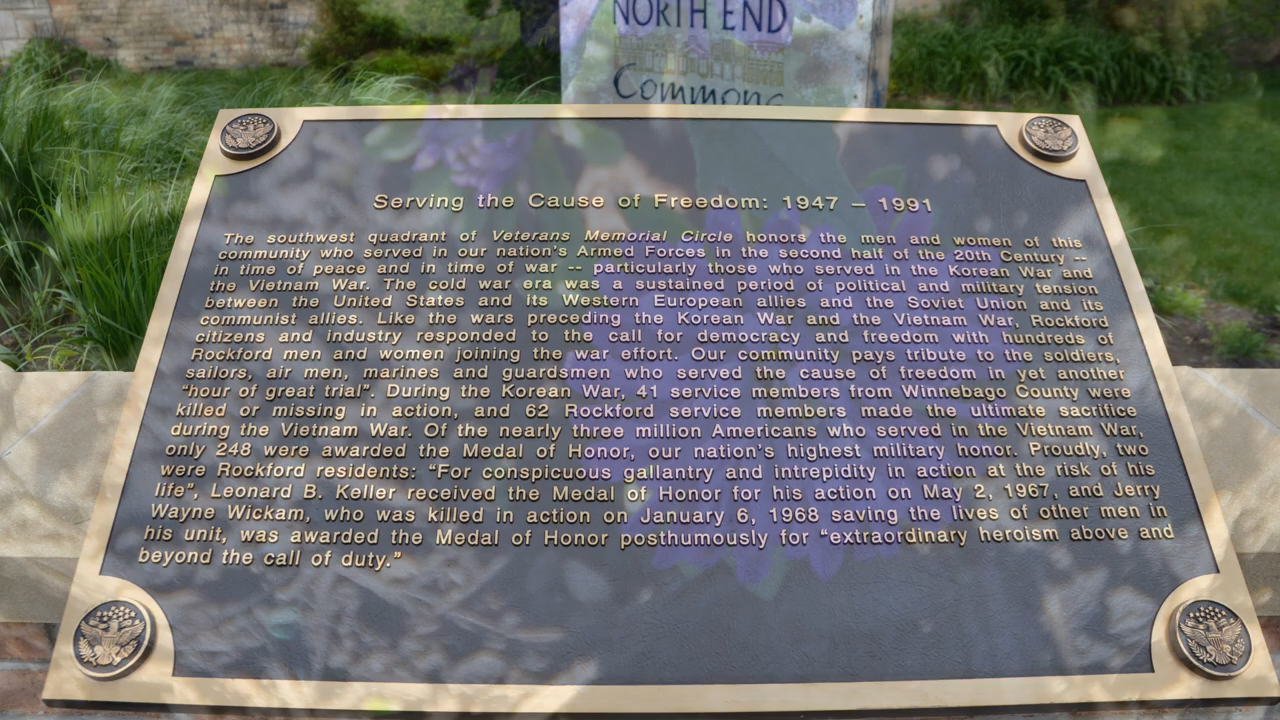 NORTH END
Commons
Serving the Cause of Freedom: 1947 – 1991
The southwest quadrant of Veterans Memorial Circle honors the men and women of this
community who served in our nation's Armed Forces in the second half of the 20th Century --
in time of peace and in time of war -- particularly those who served in the Korean War and
the Vietnam War. The cold war era was a sustained period of political and military tension
between the United States and its Western European allies and the Soviet Union and its
communist allies. Like the wars preceding the Korean War and the Vietnam War, Rockford
citizens and industry responded to the call for democracy and freedom with hundreds of
Rockford men and women joining the war effort. Our community pays tribute to the soldiers,
sailors, air men, marines and guardsmen who served the cause of freedom in yet another
“hour of great trial”. During the Korean War, 41 service members from Winnebago County were
killed or missing in action, and 62 Rockford service members made the ultimate sacrifice
during the Vietnam War. Of the nearly three million Americans who served in the Vietnam War,
only 248 were awarded the Medal of Honor, our nation's highest military honor. Proudly, two
were Rockford residents: “For conspicuous gallantry and intrepidity in action at the risk of his
life”, Leonard B. Keller received the Medal of Honor for his action on May 2, 1967, and Jerry
Wayne Wickam, who was killed in action on January 6, 1968 saving the lives of other men in
his unit, was awarded the Medal of Honor posthumously for “extraordinary heroism above and
beyond the call of duty.”